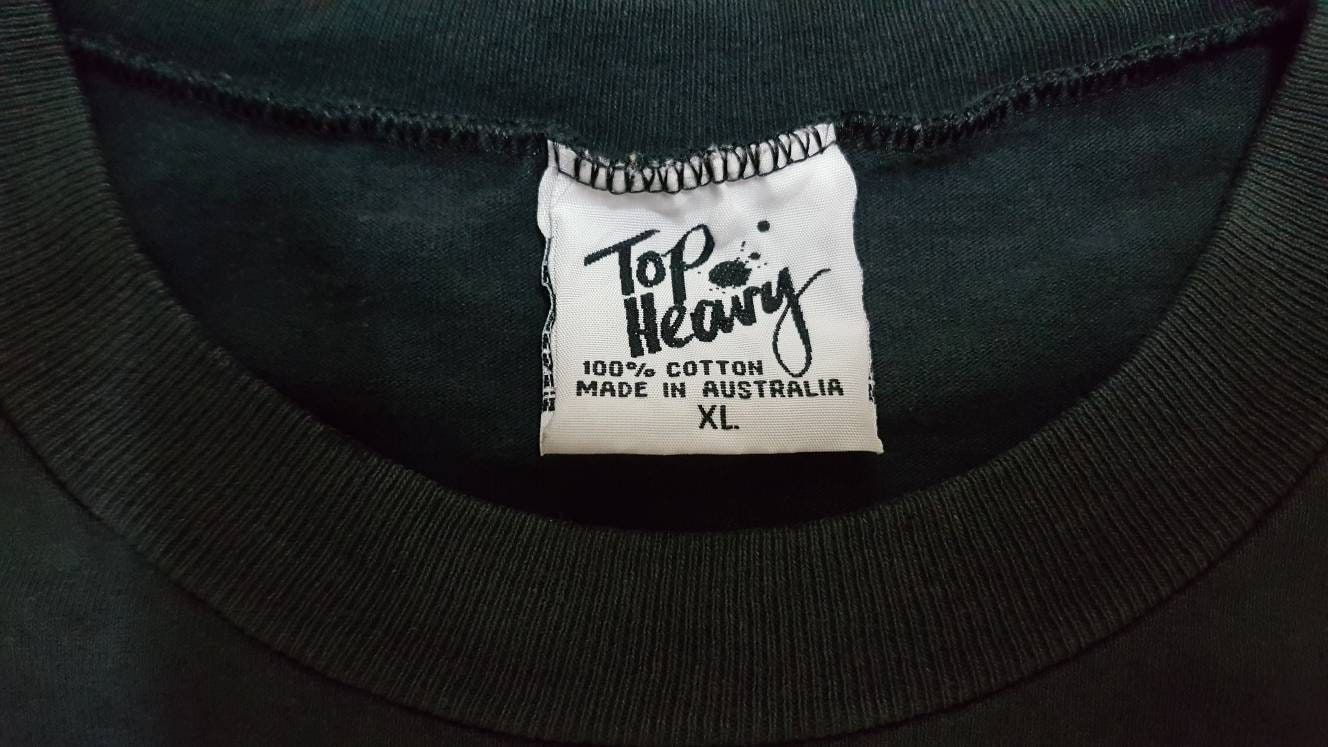 Top
Heavy
100% COTTON
MADE IN AUSTRALIA
XL.